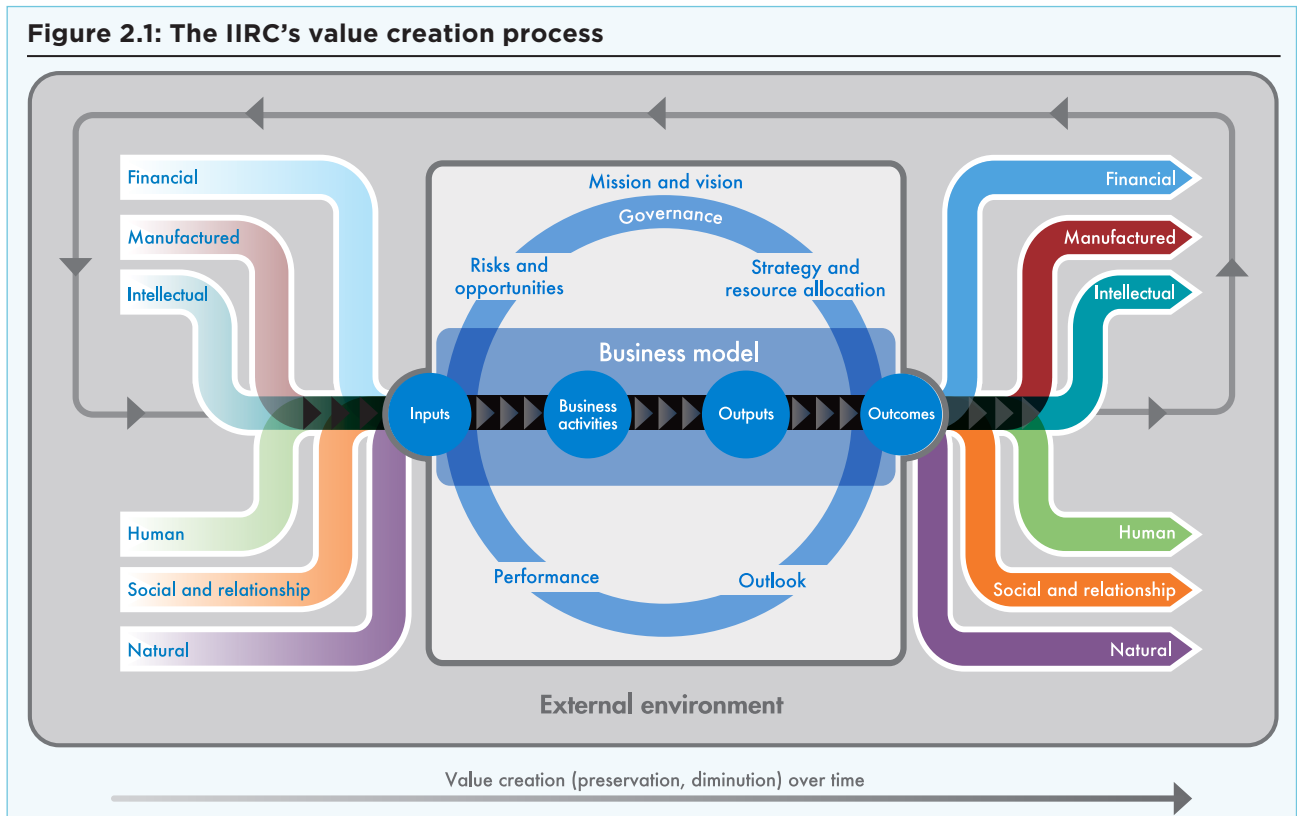 Figure 2.1: The IIRC’s value creation process
Financial
Manufactured
Intellectual
Human
Social and relationship
Natural
Mission and vision
Governance
Risks and
opportunities
Strategy and
resource allocation
Business model
Inputs
Business
activities
Outputs
Outcomes
Performance
Outlook
Financial
Manufactured
Intellectual
Human
Social and relationship
Natural
External environment
Value creation (preservation, diminution) over time